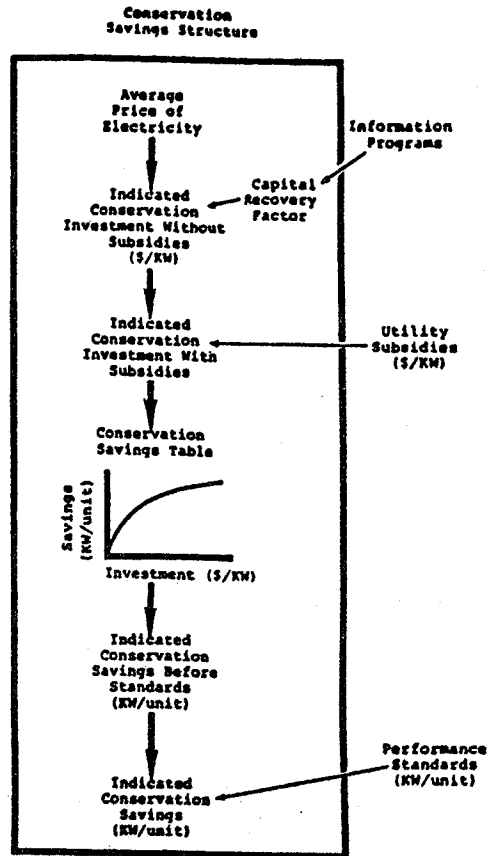 Conservation
Savings Structure
Average
Price of
Electricity
Information
Programs
Capital
Recovery
Factor
Indicated
Conservation
Investment Without
Subsidies
($/KW)
Indicated
Conservation
Investment With
Subsidies
Utility
Subsidies
($/KW)
Conservation
Savings Table
Savings
(KW/unit)
Investment ($/KW)
Indicated
Conservation
Savings Before
Standards
(KW/unit)
Performance
Standards
(KW/unit)
Indicated
Conservation
Savings
(KW/unit)